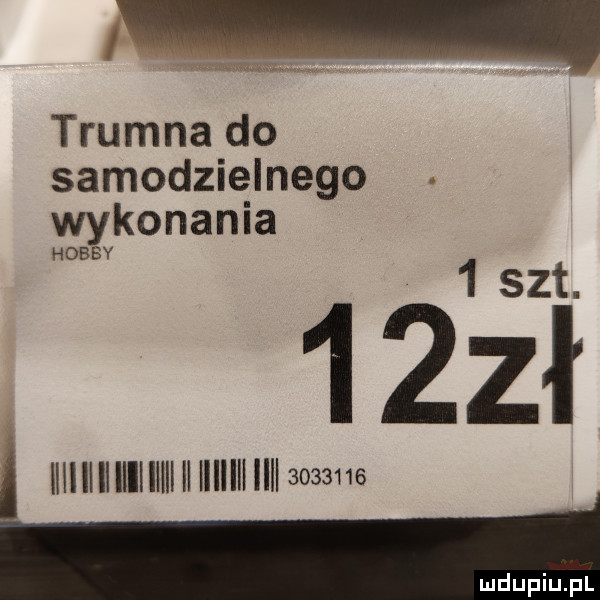 Trumna do
samodzielnego
wykonania
HOBBY
1 szt.
12zł
3033116
mdupiu.pl